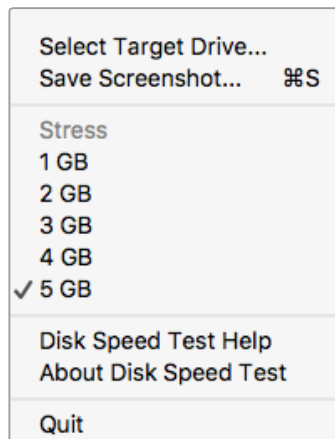 Select Target Drive...
Save Screenshot... ⌘S
Stress
1 GB
2 GB
3 GB
4 GB
✓ 5 GB
Disk Speed Test Help
About Disk Speed Test
Quit